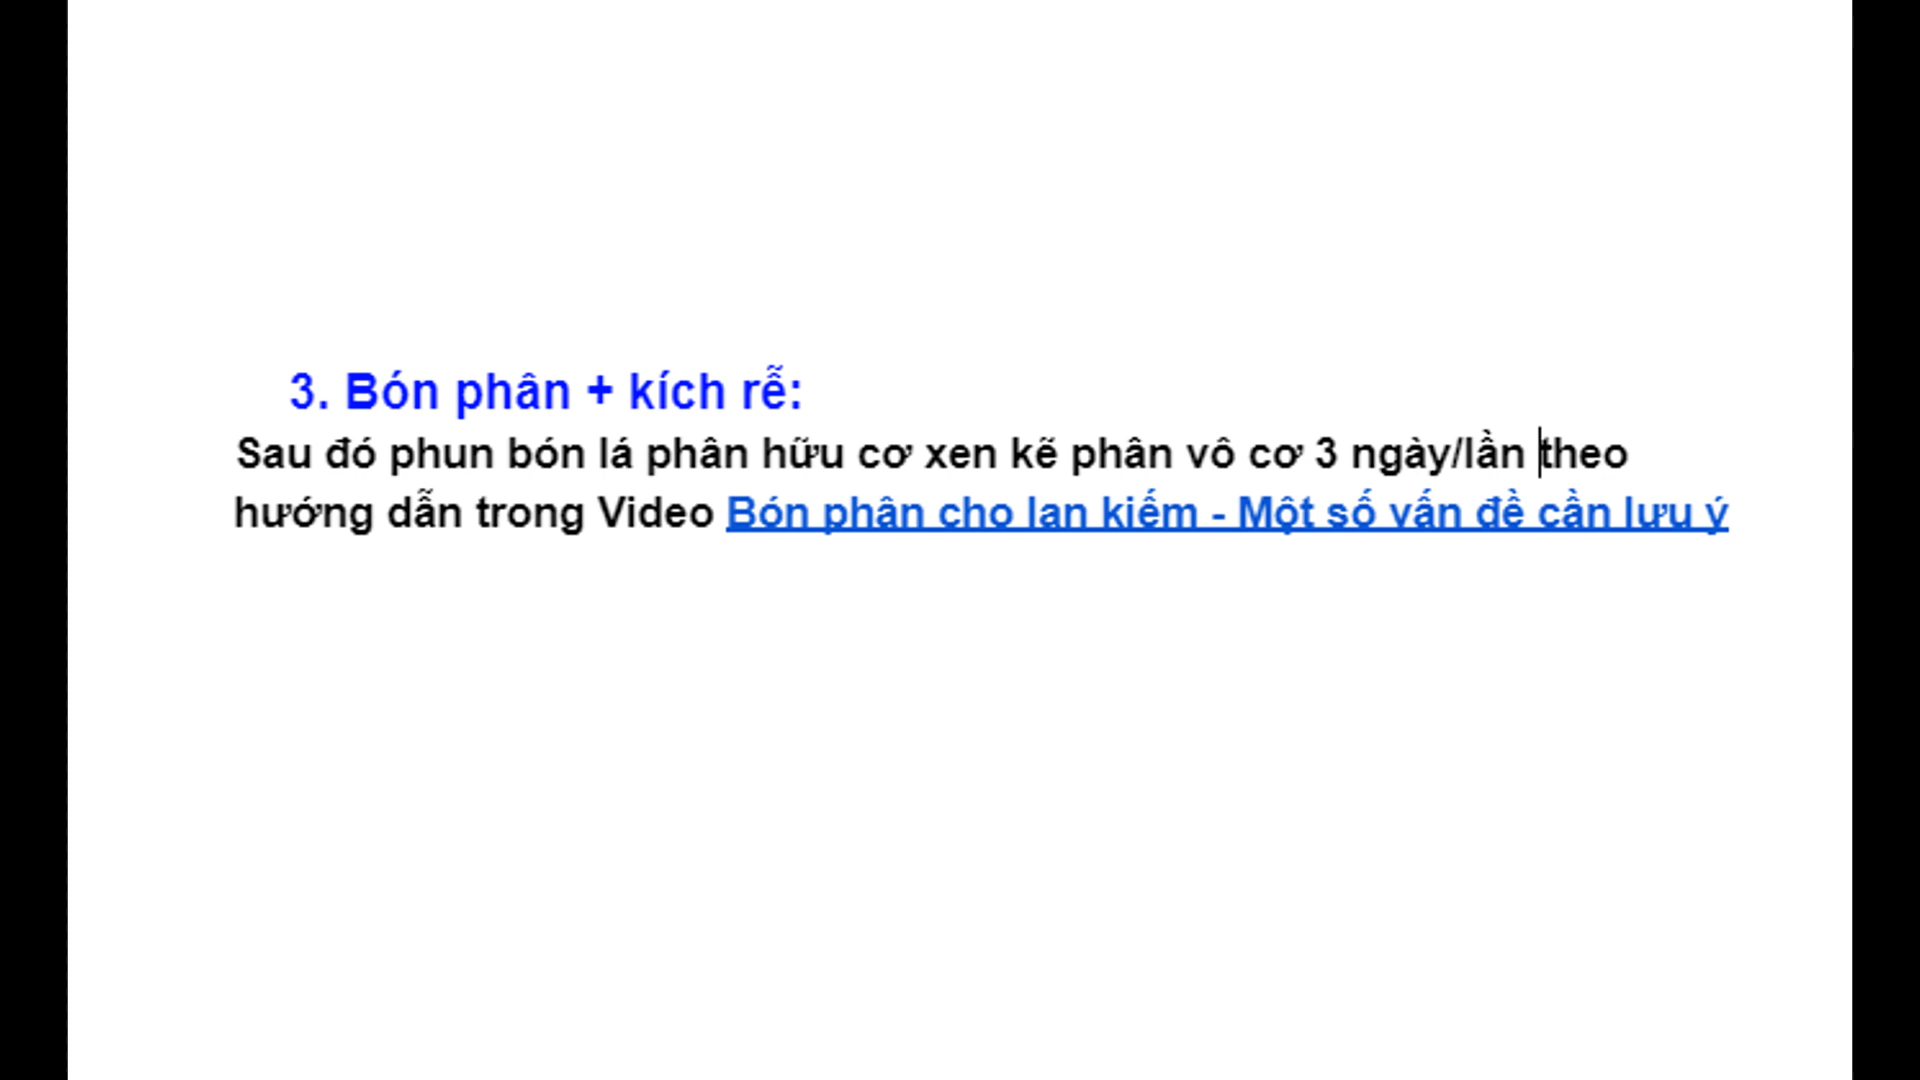 3. Bón phân + kích rễ:
Sau đó phun bón lá phân hữu cơ xen kẽ phân vô cơ 3 ngày/lần theo
hướng dẫn trong Video Bón phân cho lan kiếm - Một số vấn đề cần lưu ý